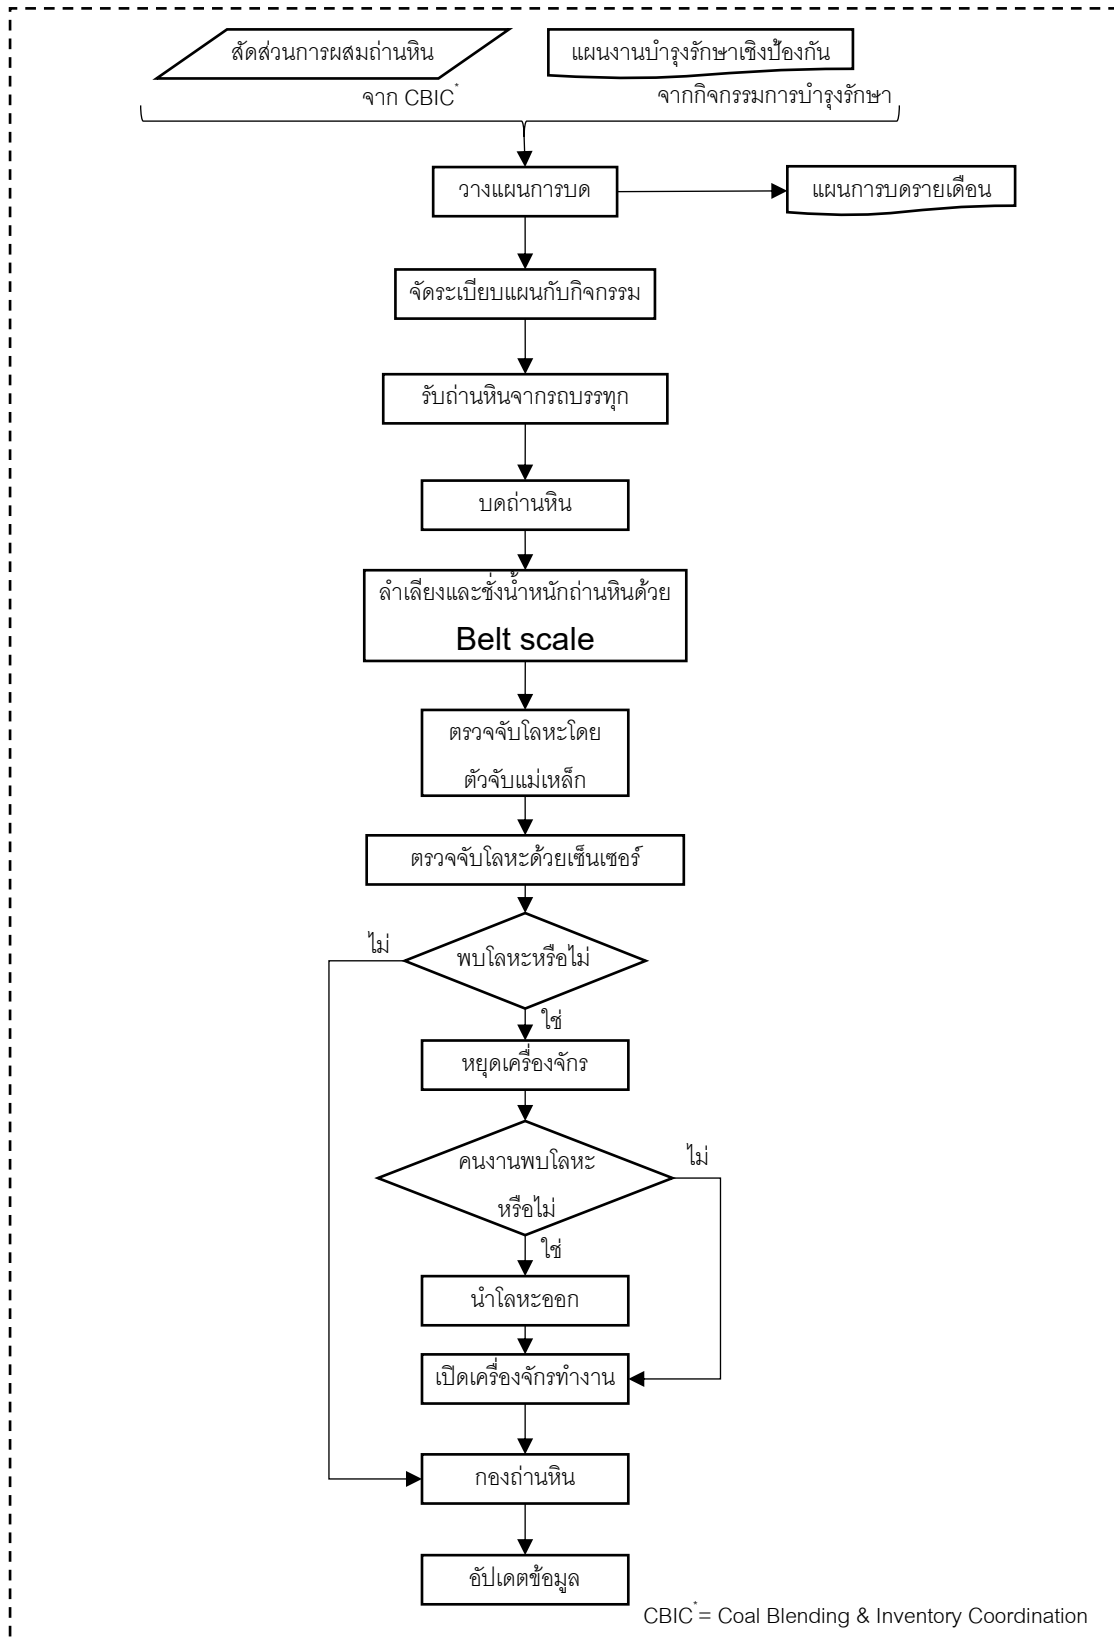 สัดส่วนการผสมถ่านหิน
แผนงานบำรุงรักษาเชิงป้องกัน
จาก CBIC*
จากกิจกรรมการบำรุงรักษา
วางแผนการบด
แผนการบดรายเดือน
จัดระเบียบแผนกับกิจกรรม
รับถ่านหินจากรถบรรทุก
บดถ่านหิน
ลำเลียงและชั่งน้ำหนักถ่านหินด้วย
Belt scale
ตรวจจับโลหะโดย
ตัวจับแม่เหล็ก
ตรวจจับโลหะด้วยเซ็นเซอร์
ไม่
พบโลหะหรือไม่
ใช่
หยุดเครื่องจักร
คนงานพบโลหะ
หรือไม่
ไม่
ใช่
นำโลหะออก
เปิดเครื่องจักรทำงาน
กองถ่านหิน
อัปเดตข้อมูล
CBIC*= Coal Blending & Inventory Coordination